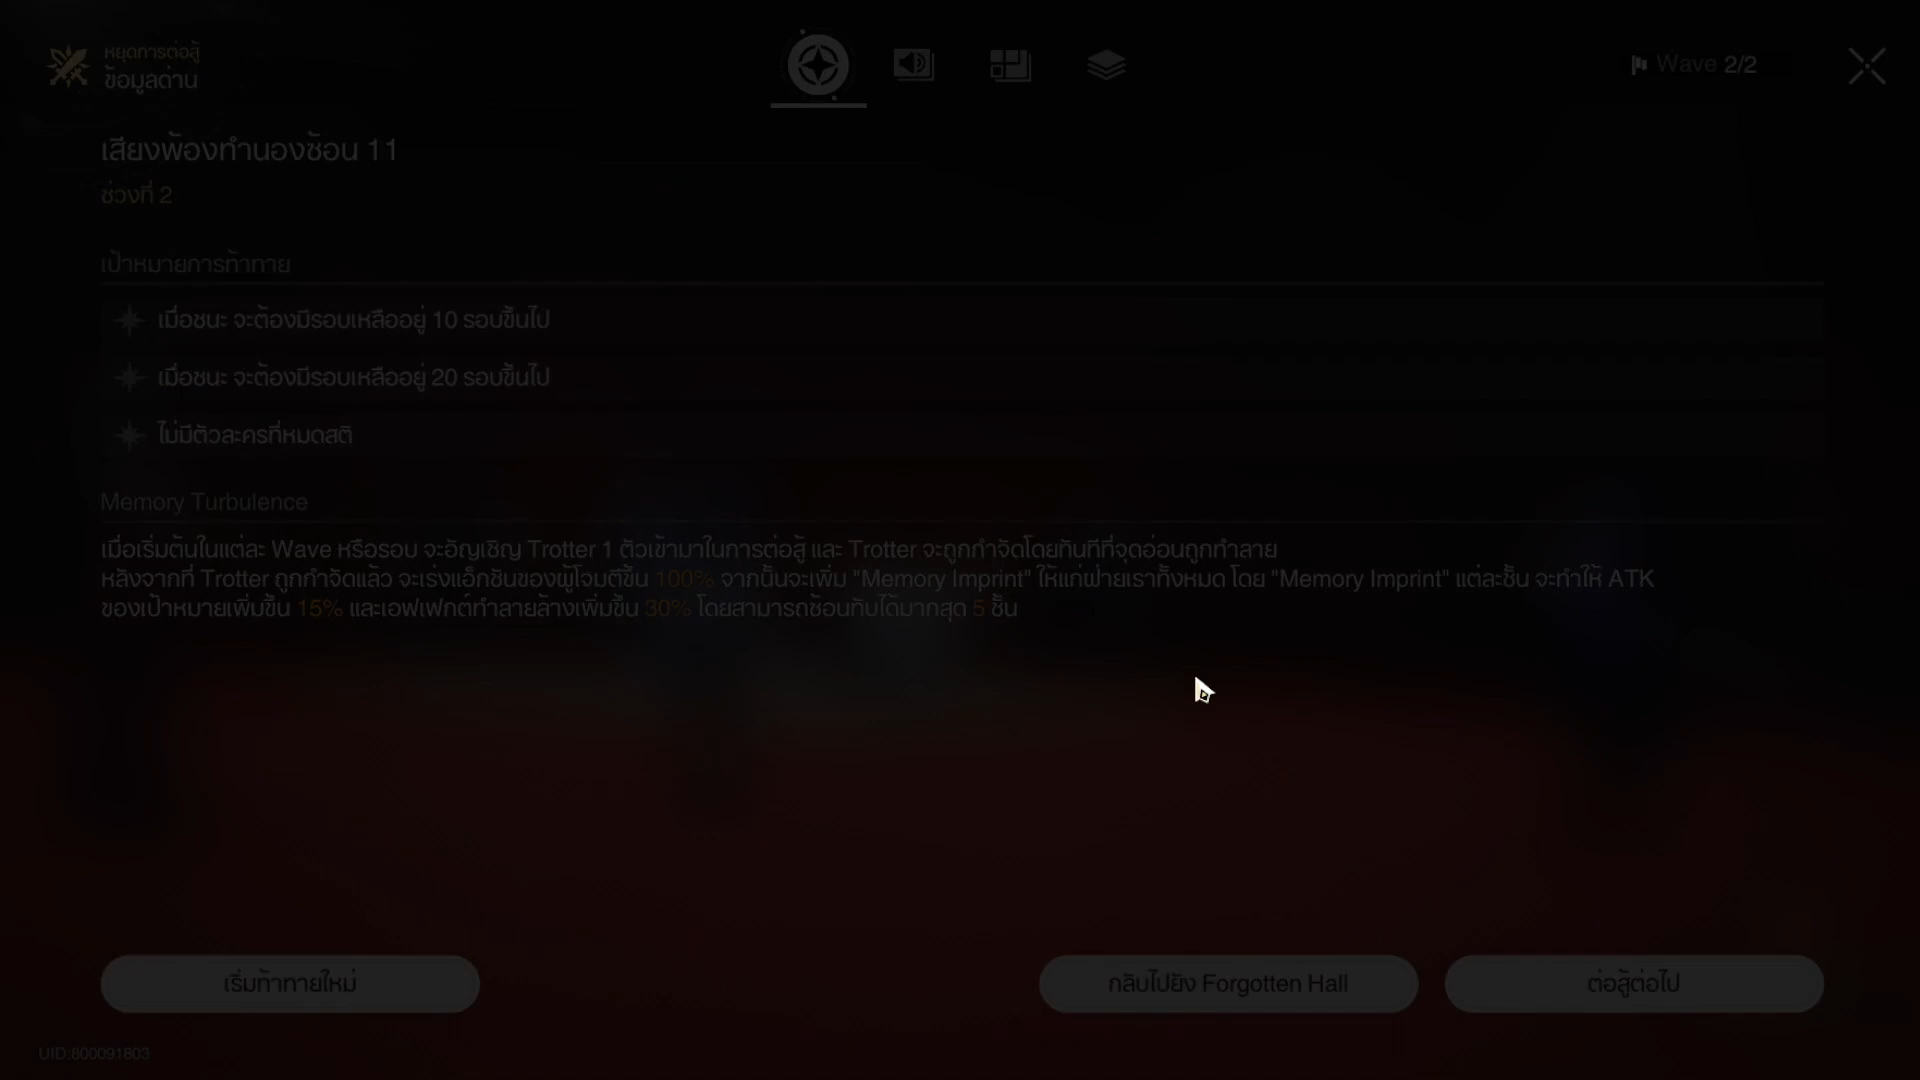 หยุดการต่อสู้
ข้อมูลด่าน
Wave 2/2
เสียงพ้องทำนองซ้อน 11
ช่วงที่ 2
เป้าหมายการท้าทาย
เมื่อชนะ จะต้องมีรอบเหลืออยู่ 10 รอบขึ้นไป
เมื่อชนะ จะต้องมีรอบเหลืออยู่ 20 รอบขึ้นไป
ไม่มีตัวละครที่หมดสติ
Memory Turbulence
เมื่อเริ่มต้นในแต่ละ Wave หรือรอบ จะอัญเชิญ Trotter 1 ตัวเข้ามาในการต่อสู้ และ Trotter จะถูกกำจัดโดยทันทีที่จุดอ่อนถูกทำลาย
หลังจากที่ Trotter ถูกกำจัดแล้ว จะเร่งแอ็กชันของผู้โจมตีขึ้น 100% จากนั้นจะเพิ่ม "Memory Imprint" ให้แก่ฝ่ายเราทั้งหมด โดย "Memory Imprint" แต่ละชั้น จะทำให้ ATK
ของเป้าหมายเพิ่มขึ้น 15% และเอฟเฟกต์ทำลายล้างเพิ่มขึ้น 30% โดยสามารถซ้อนทับได้มากสุด 5 ชั้น
เริ่มท้าทายใหม่
กลับไปยัง Forgotten Hall
ต่อสู้ต่อไป
UID:800091803